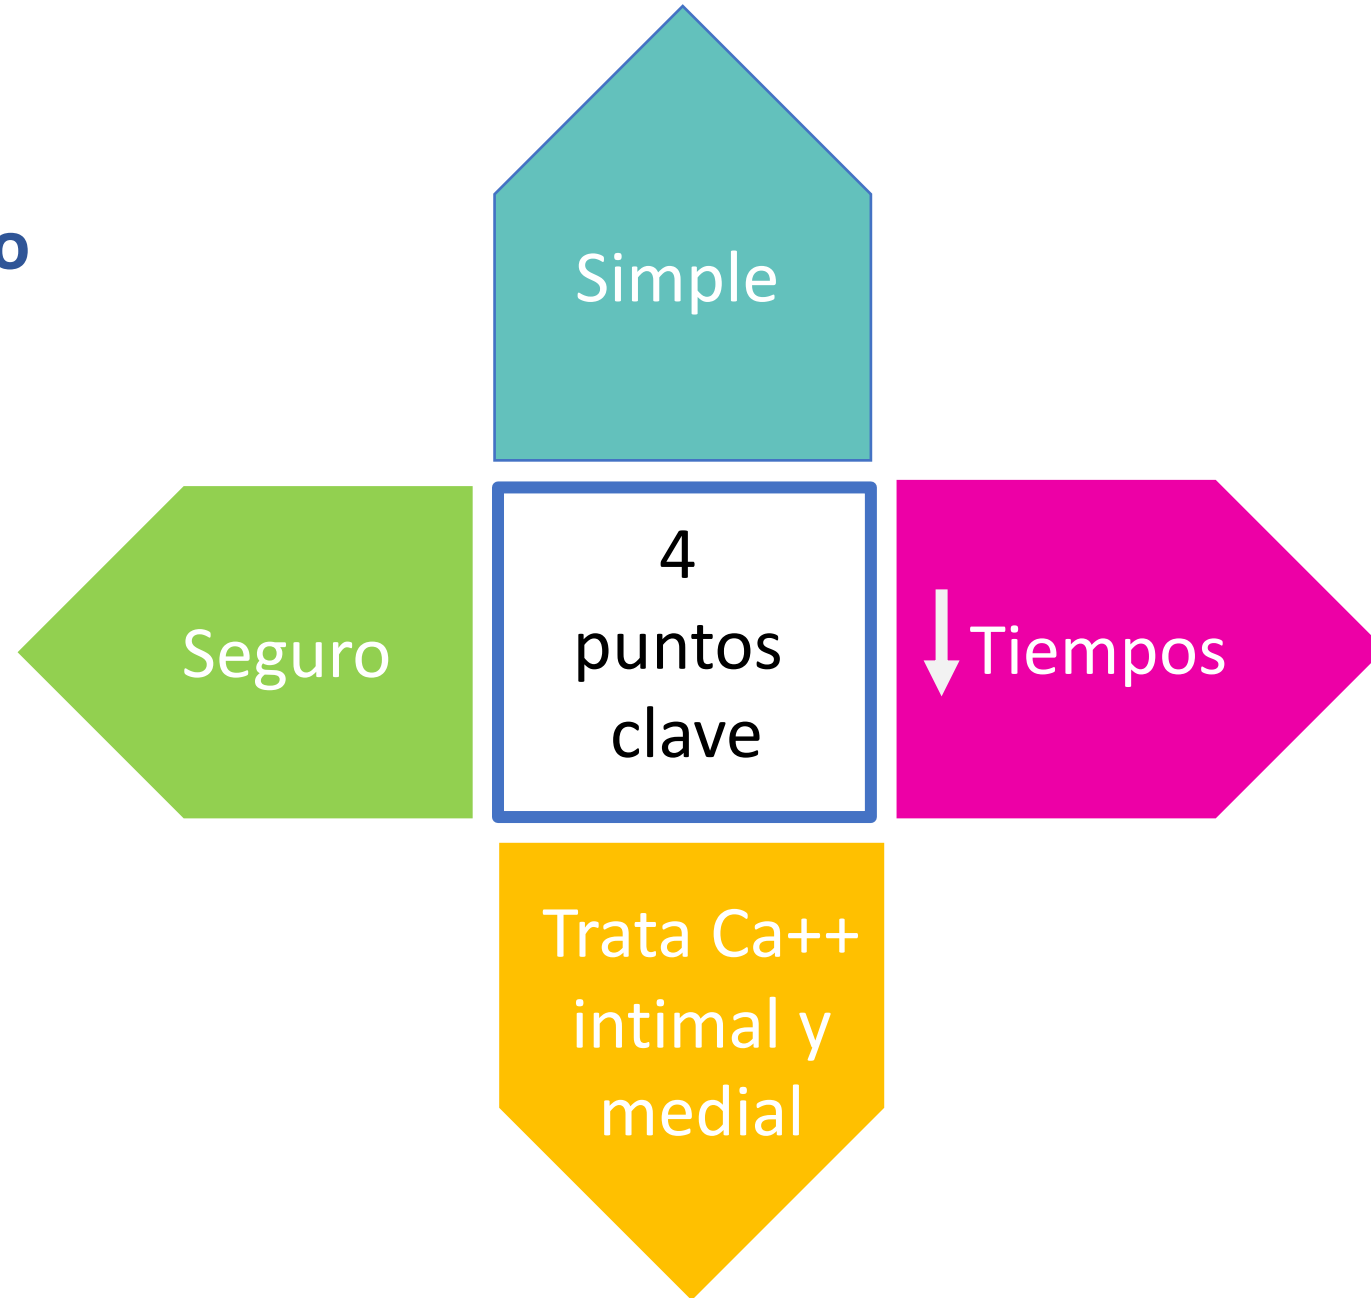 Simple
Seguro
4
puntos
clave
Tiempos
Trata Ca++
intimal y
medial